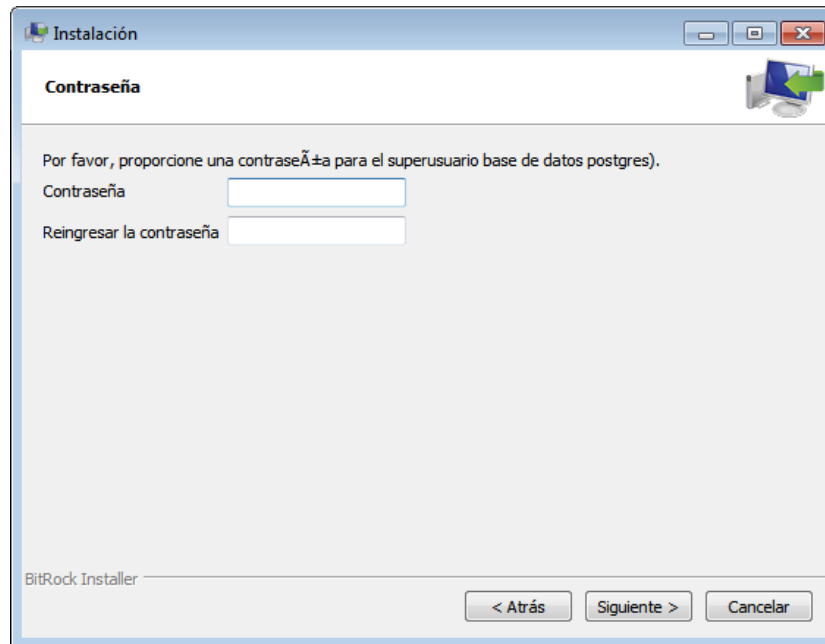 Instalación
Contraseña
Por favor, proporcione una contraseÃ±a para el superusuario base de datos postgres).
Contraseña
Reingresar la contraseña
BitRock Installer
< Atrás Siguiente > Cancelar